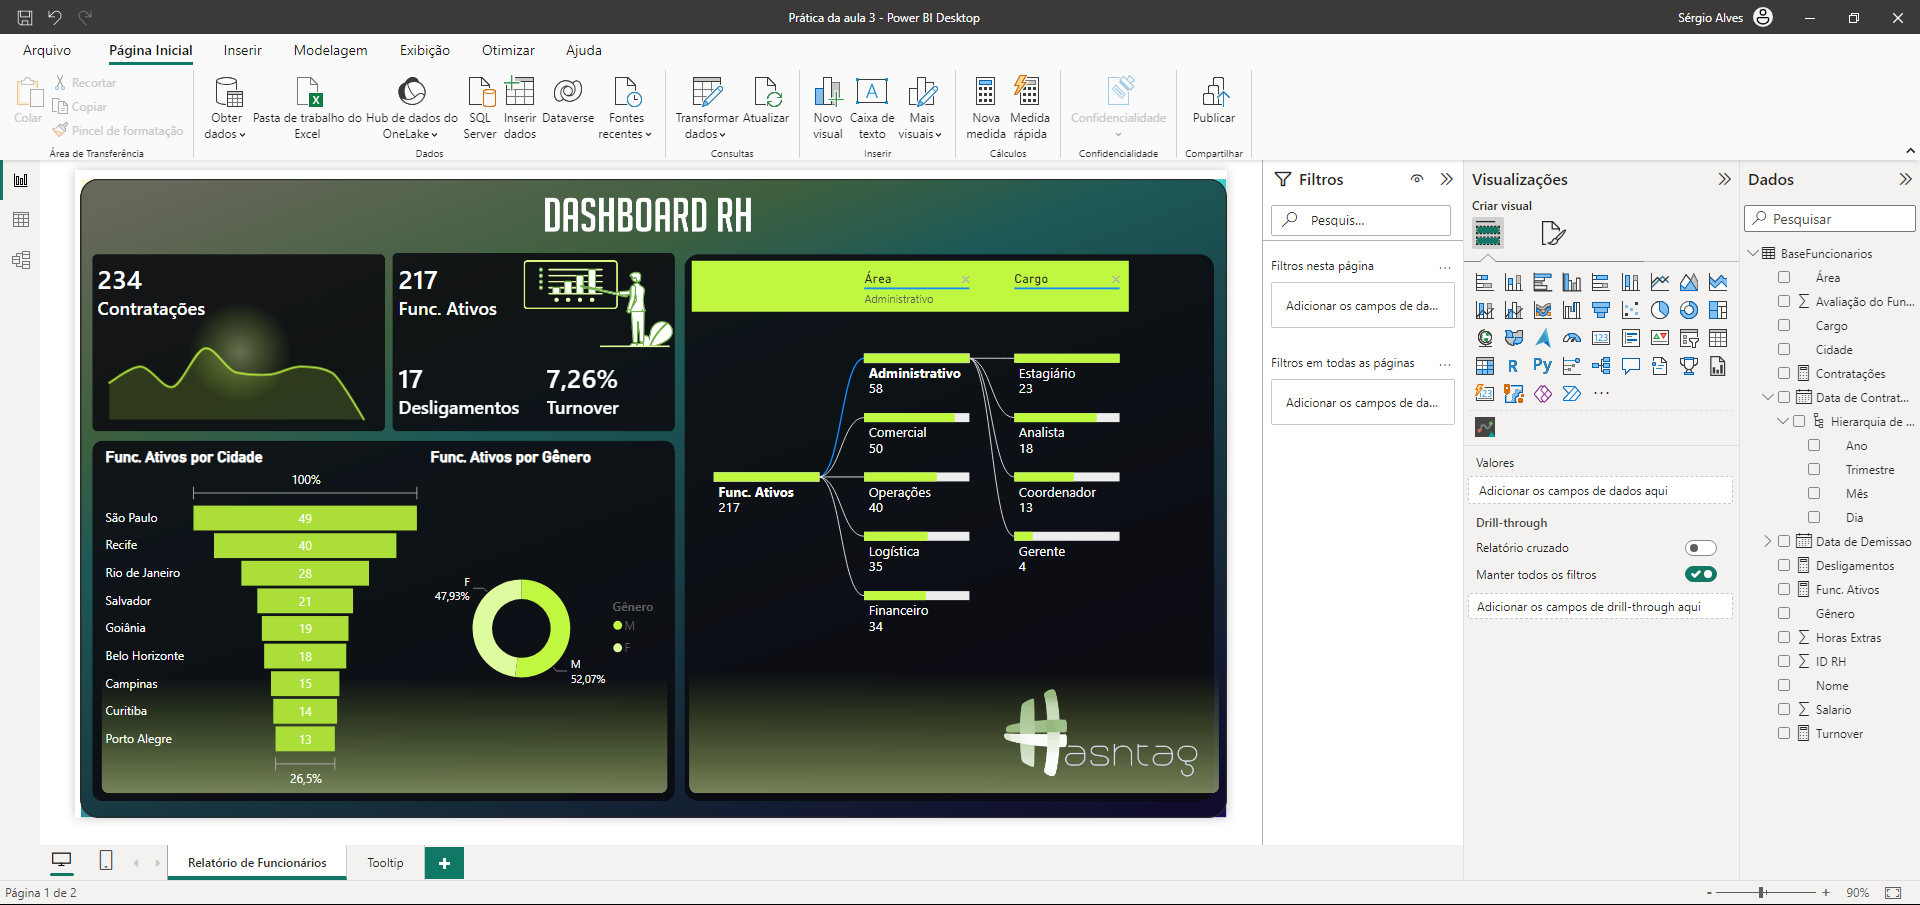 Prática da aula 3 - Power BI Desktop
Sérgio Alves
Arquivo
Página Inicial
Inserir
Modelagem
Exibição
Otimizar
Ajuda
Colar
Recortar
Copiar
Pincel de formatação
Área de Transferência
Obter
dados
Pasta de trabalho do
Excel
Hub de dados do
OneLake
SQL
Server
Inserir
dados
Dataverse
Fontes
recentes
Dados
Transformar
dados
Atualizar
Consultas
Novo
visual
Caixa de
texto
Mais
visuais
Inserir
Nova
medida
Medida
rápida
Cálculos
Confidencialidade
Confidencialidade
Publicar
Compartilhar
DASHBOARD RH
234
Contratações
217
Func. Ativos
17
Desligamentos
7,26%
Turnover
Func. Ativos por Cidade
100%
São Paulo 49
Recife 40
Rio de Janeiro 28
Salvador 21
Goiânia 19
Belo Horizonte 18
Campinas 15
Curitiba 14
Porto Alegre 13
26,5%
Func. Ativos por Gênero
F
47,93%
M
52,07%
Gênero
M
F
Área
Administrativo
Cargo
Func. Ativos
217
Administrativo
58
Comercial
50
Operações
40
Logística
35
Financeiro
34
Estagiário
23
Analista
18
Coordenador
13
Gerente
4
Hashtag
Filtros
Pesquis...
Filtros nesta página
...
Adicionar os campos de da...
Filtros em todas as páginas
...
Adicionar os campos de da...
Visualizações
Criar visual
123
R
Py
123
...
Valores
Adicionar os campos de dados aqui
Drill-through
Relatório cruzado
Manter todos os filtros
Adicionar os campos de drill-through aqui
Dados
Pesquisar
BaseFuncionarios
Área
Avaliação do Fun...
Cargo
Cidade
Contratações
Data de Contrat...
Hierarquia de ...
Ano
Trimestre
Mês
Dia
Data de Demissao
Desligamentos
Func. Ativos
Gênero
Horas Extras
ID RH
Nome
Salario
Turnover
Relatório de Funcionários
Tooltip
Página 1 de 2
- + 90%